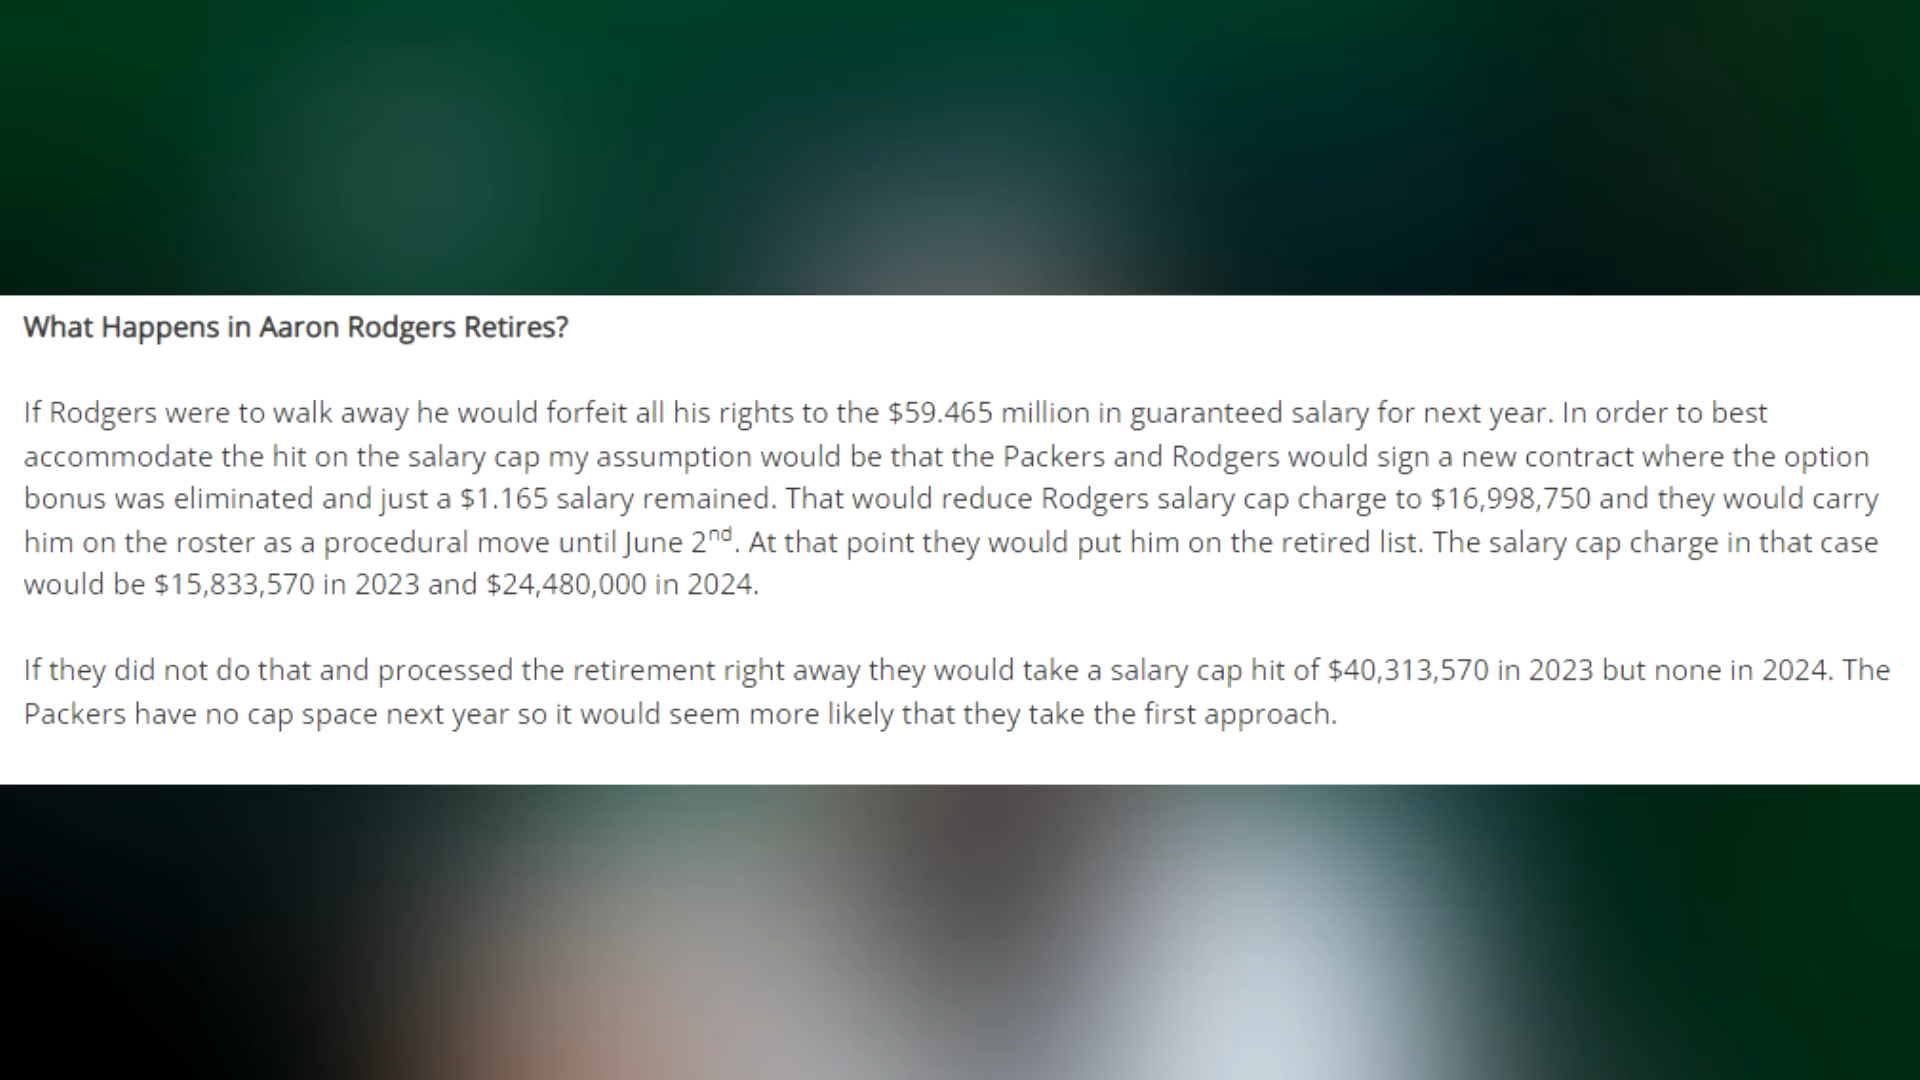 What Happens in Aaron Rodgers Retires?
If Rodgers were to walk away he would forfeit all his rights to the $59.465 million in guaranteed salary for next year. In order to best
accommodate the hit on the salary cap my assumption would be that the Packers and Rodgers would sign a new contract where the option
bonus was eliminated and just a $1.165 salary remained. That would reduce Rodgers salary cap charge to $16,998,750 and they would carry
him on the roster as a procedural move until June 2nd. At that point they would put him on the retired list. The salary cap charge in that case
would be $15,833,570 in 2023 and $24,480,000 in 2024.
If they did not do that and processed the retirement right away they would take a salary cap hit of $40,313,570 in 2023 but none in 2024. The
Packers have no cap space next year so it would seem more likely that they take the first approach.